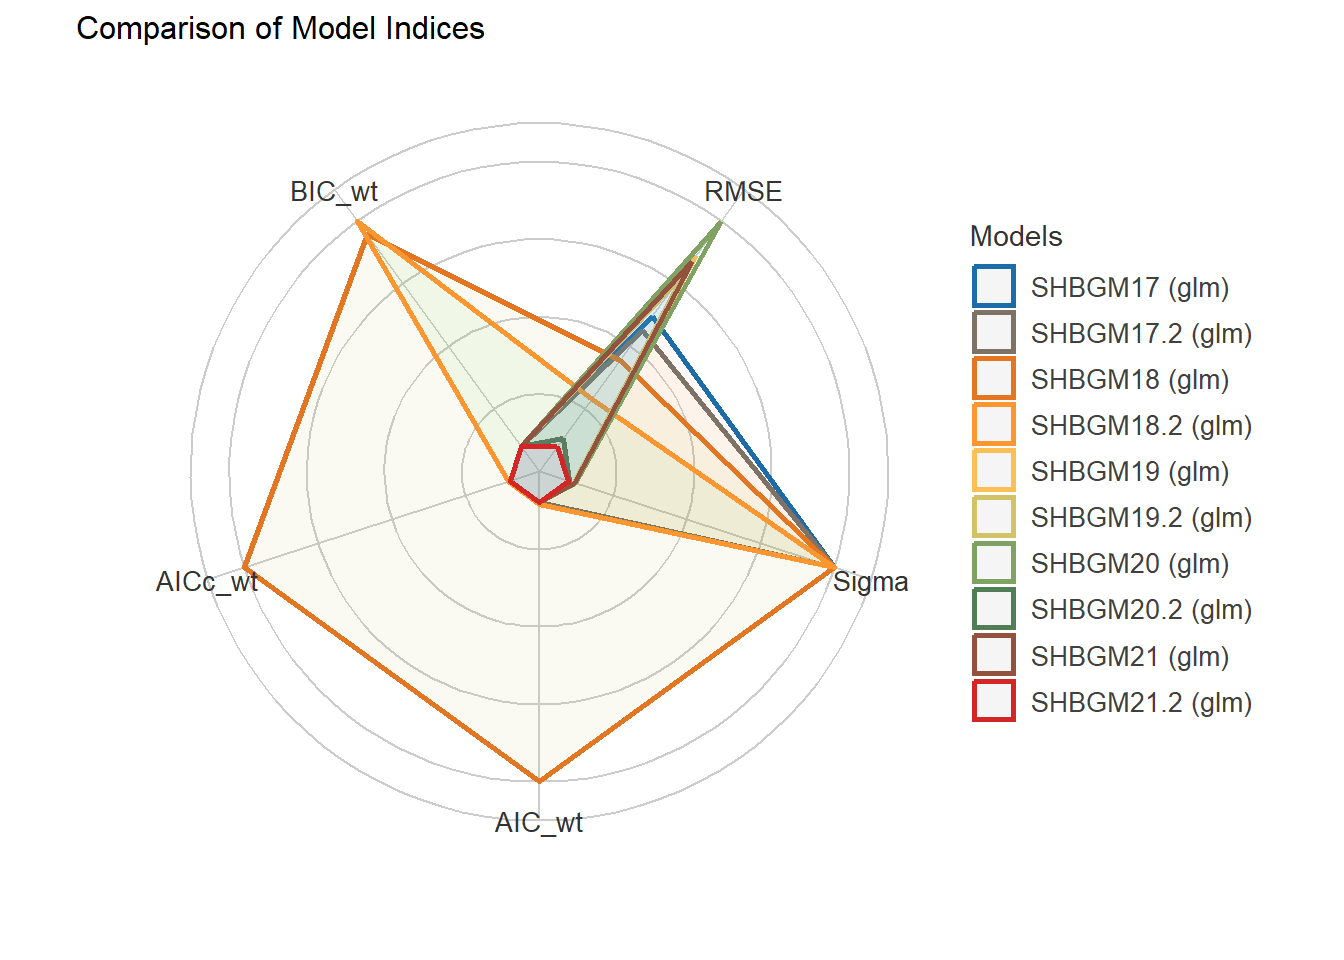 Comparison of Model Indices
BIC_wt
RMSE
AICc_wt
Sigma
AIC_wt
Models
SHBGM17 (glm)
SHBGM17.2 (glm)
SHBGM18 (glm)
SHBGM18.2 (glm)
SHBGM19 (glm)
SHBGM19.2 (glm)
SHBGM20 (glm)
SHBGM20.2 (glm)
SHBGM21 (glm)
SHBGM21.2 (glm)